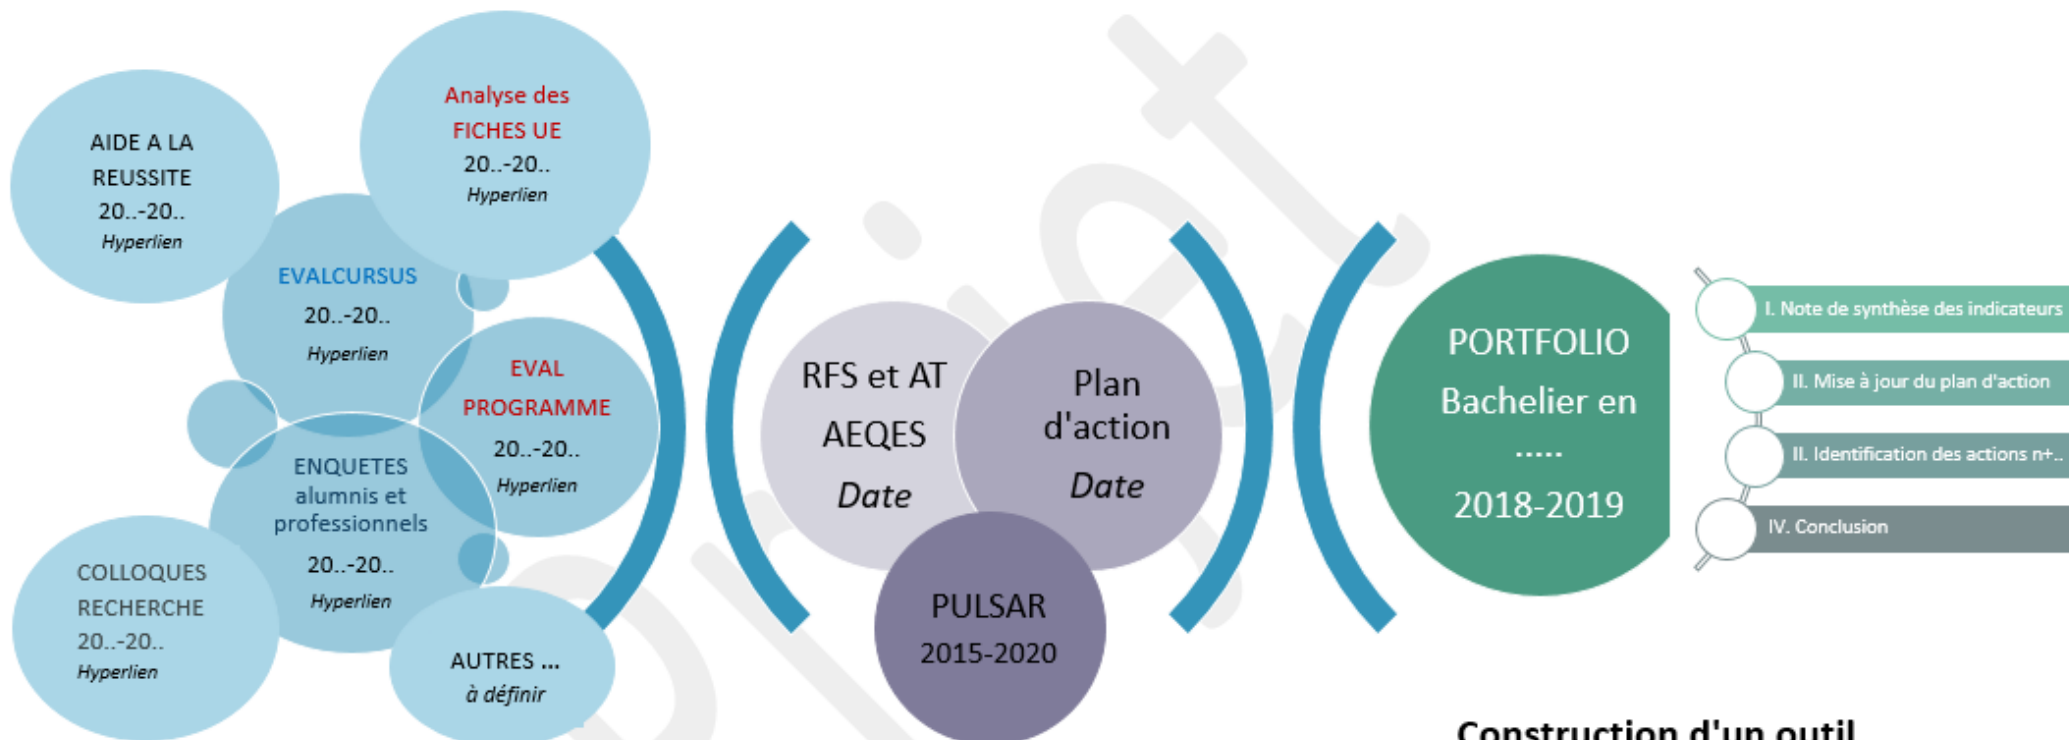 AIDE A LA
REUSSITE
20..-20..
Hyperlien
Analyse des
FICHES UE
20..-20..
Hyperlien
EVALCURSUS
20..-20..
Hyperlien
EVAL
PROGRAMME
20..-20..
Hyperlien
ENQUETES
alumnis et
professionnels
20..-20..
Hyperlien
COLLOQUES
RECHERCHE
20..-20..
Hyperlien
AUTRES ...
à définir
RFS et AT
AEQES
Date
Plan
d'action
Date
PULSAR
2015-2020
PORTFOLIO
Bachelier en
.....
2018-2019
I. Note de synthèse des indicateurs
II. Mise à jour du plan d'action
II. Identification des actions n+..
IV. Conclusion
Construction d'un outil
Projet